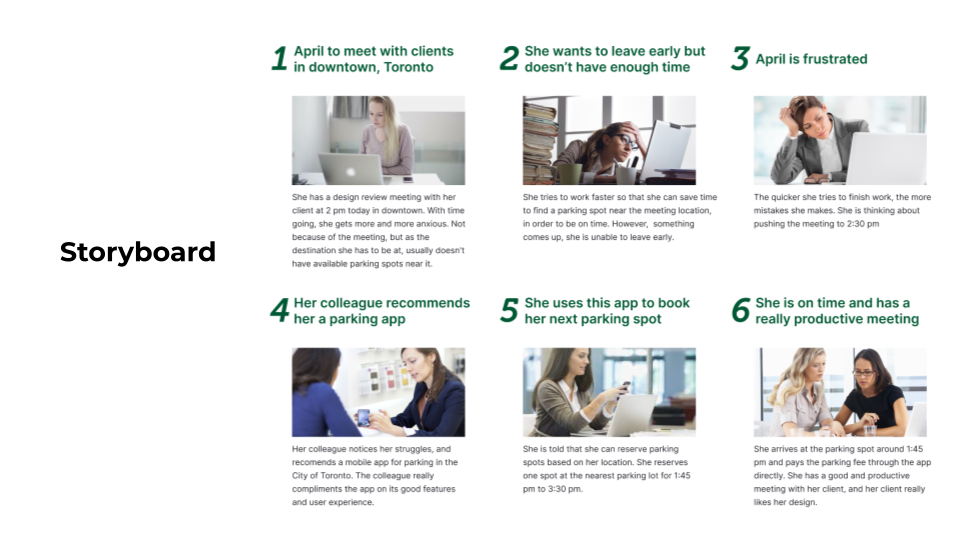 Storyboard
1 April to meet with clients
in downtown, Toronto
She has a design review meeting with her
client at 2 pm today in downtown. With time
going, she gets more and more anxious. Not
because of the meeting, but as the
destination she has to be at, usually doesn't
have available parking spots near it.
2 She wants to leave early but
doesn't have enough time
She tries to work faster so that she can save time
to find a parking spot near the meeting location,
in order to be on time. However, something
comes up, she is unable to leave early.
3 April is frustrated
The quicker she tries to finish work, the more
mistakes she makes. She is thinking about
pushing the meeting to 2:30 pm
4 Her colleague recommends
her a parking app
Her colleague notices her struggles, and
recomends a mobile app for parking in the
City of Toronto. The colleague really
compliments the app on its good features
and user experience.
5 She uses this app to book
her next parking spot
She is told that she can reserve parking
spots based on her location. She reserves
one spot at the nearest parking lot for 1:45
pm to 3:30 pm.
6 She is on time and has a
really productive meeting
She arrives at the parking spot around 1:45
pm and pays the parking fee through the app
directly. She has a good and productive
meeting with her client, and her client really
likes her design.